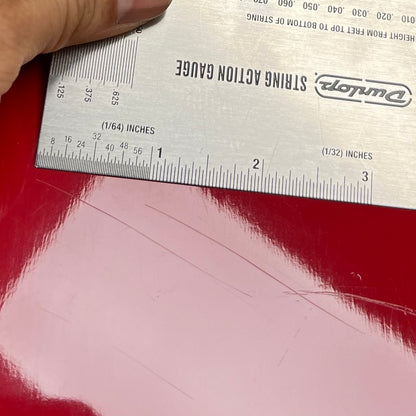 .010 .020 .030 .040 .050 .060 .070
HEIGHT FROM FRET TOP TO BOTTOM OF STRING
Dunlop
STRING ACTION GAUGE
.125 .375 .625
(1/64) INCHES
(1/32) INCHES
8 16 24 32 40 48 56 1 2 3